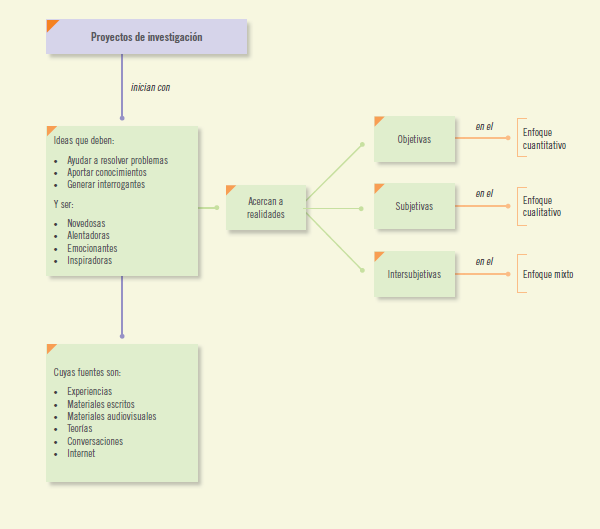 Proyectos de investigación
inician con
Ideas que deben:
• Ayudar a resolver problemas
• Aportar conocimientos
• Generar interrogantes
Y ser:
• Novedosas
• Alentadoras
• Emocionantes
• Inspiradoras
Acercan a
realidades
Objetivas
en el
Enfoque
cuantitativo
Subjetivas
en el
Enfoque
cualitativo
Intersubjetivas
en el
Enfoque mixto
Cuyas fuentes son:
• Experiencias
• Materiales escritos
• Materiales audiovisuales
• Teorías
• Conversaciones
• Internet